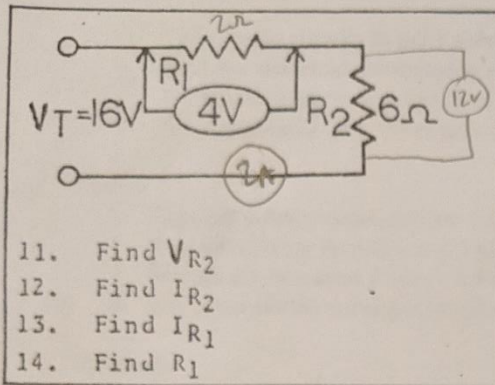 2Ω
R1
4V
VT=16V
R2
6Ω
12V
2A
11. Find VR2
12. Find IR2
13. Find IR1
14. Find R1